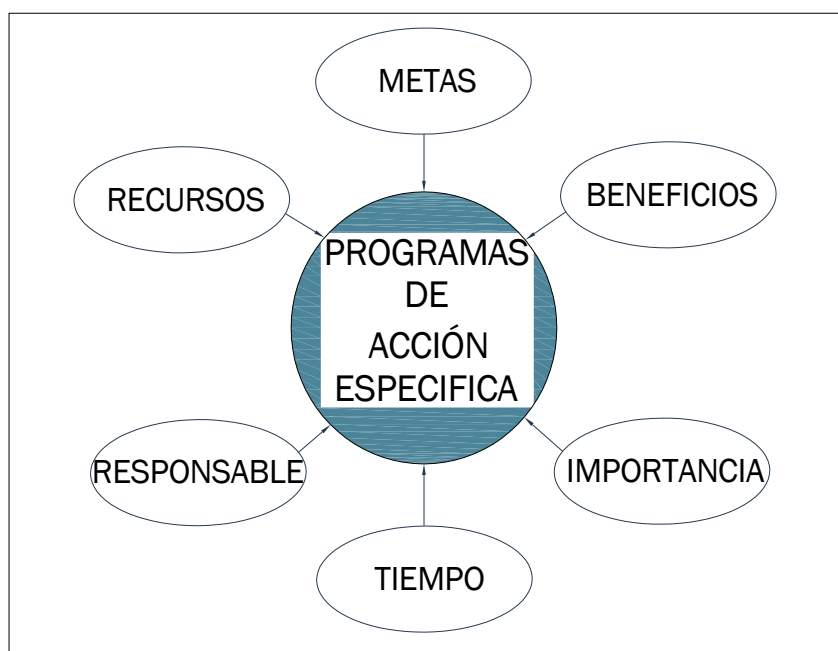 METAS
RECURSOS
BENEFICIOS
PROGRAMAS
DE
ACCIÓN
ESPECIFICA
RESPONSABLE
IMPORTANCIA
TIEMPO